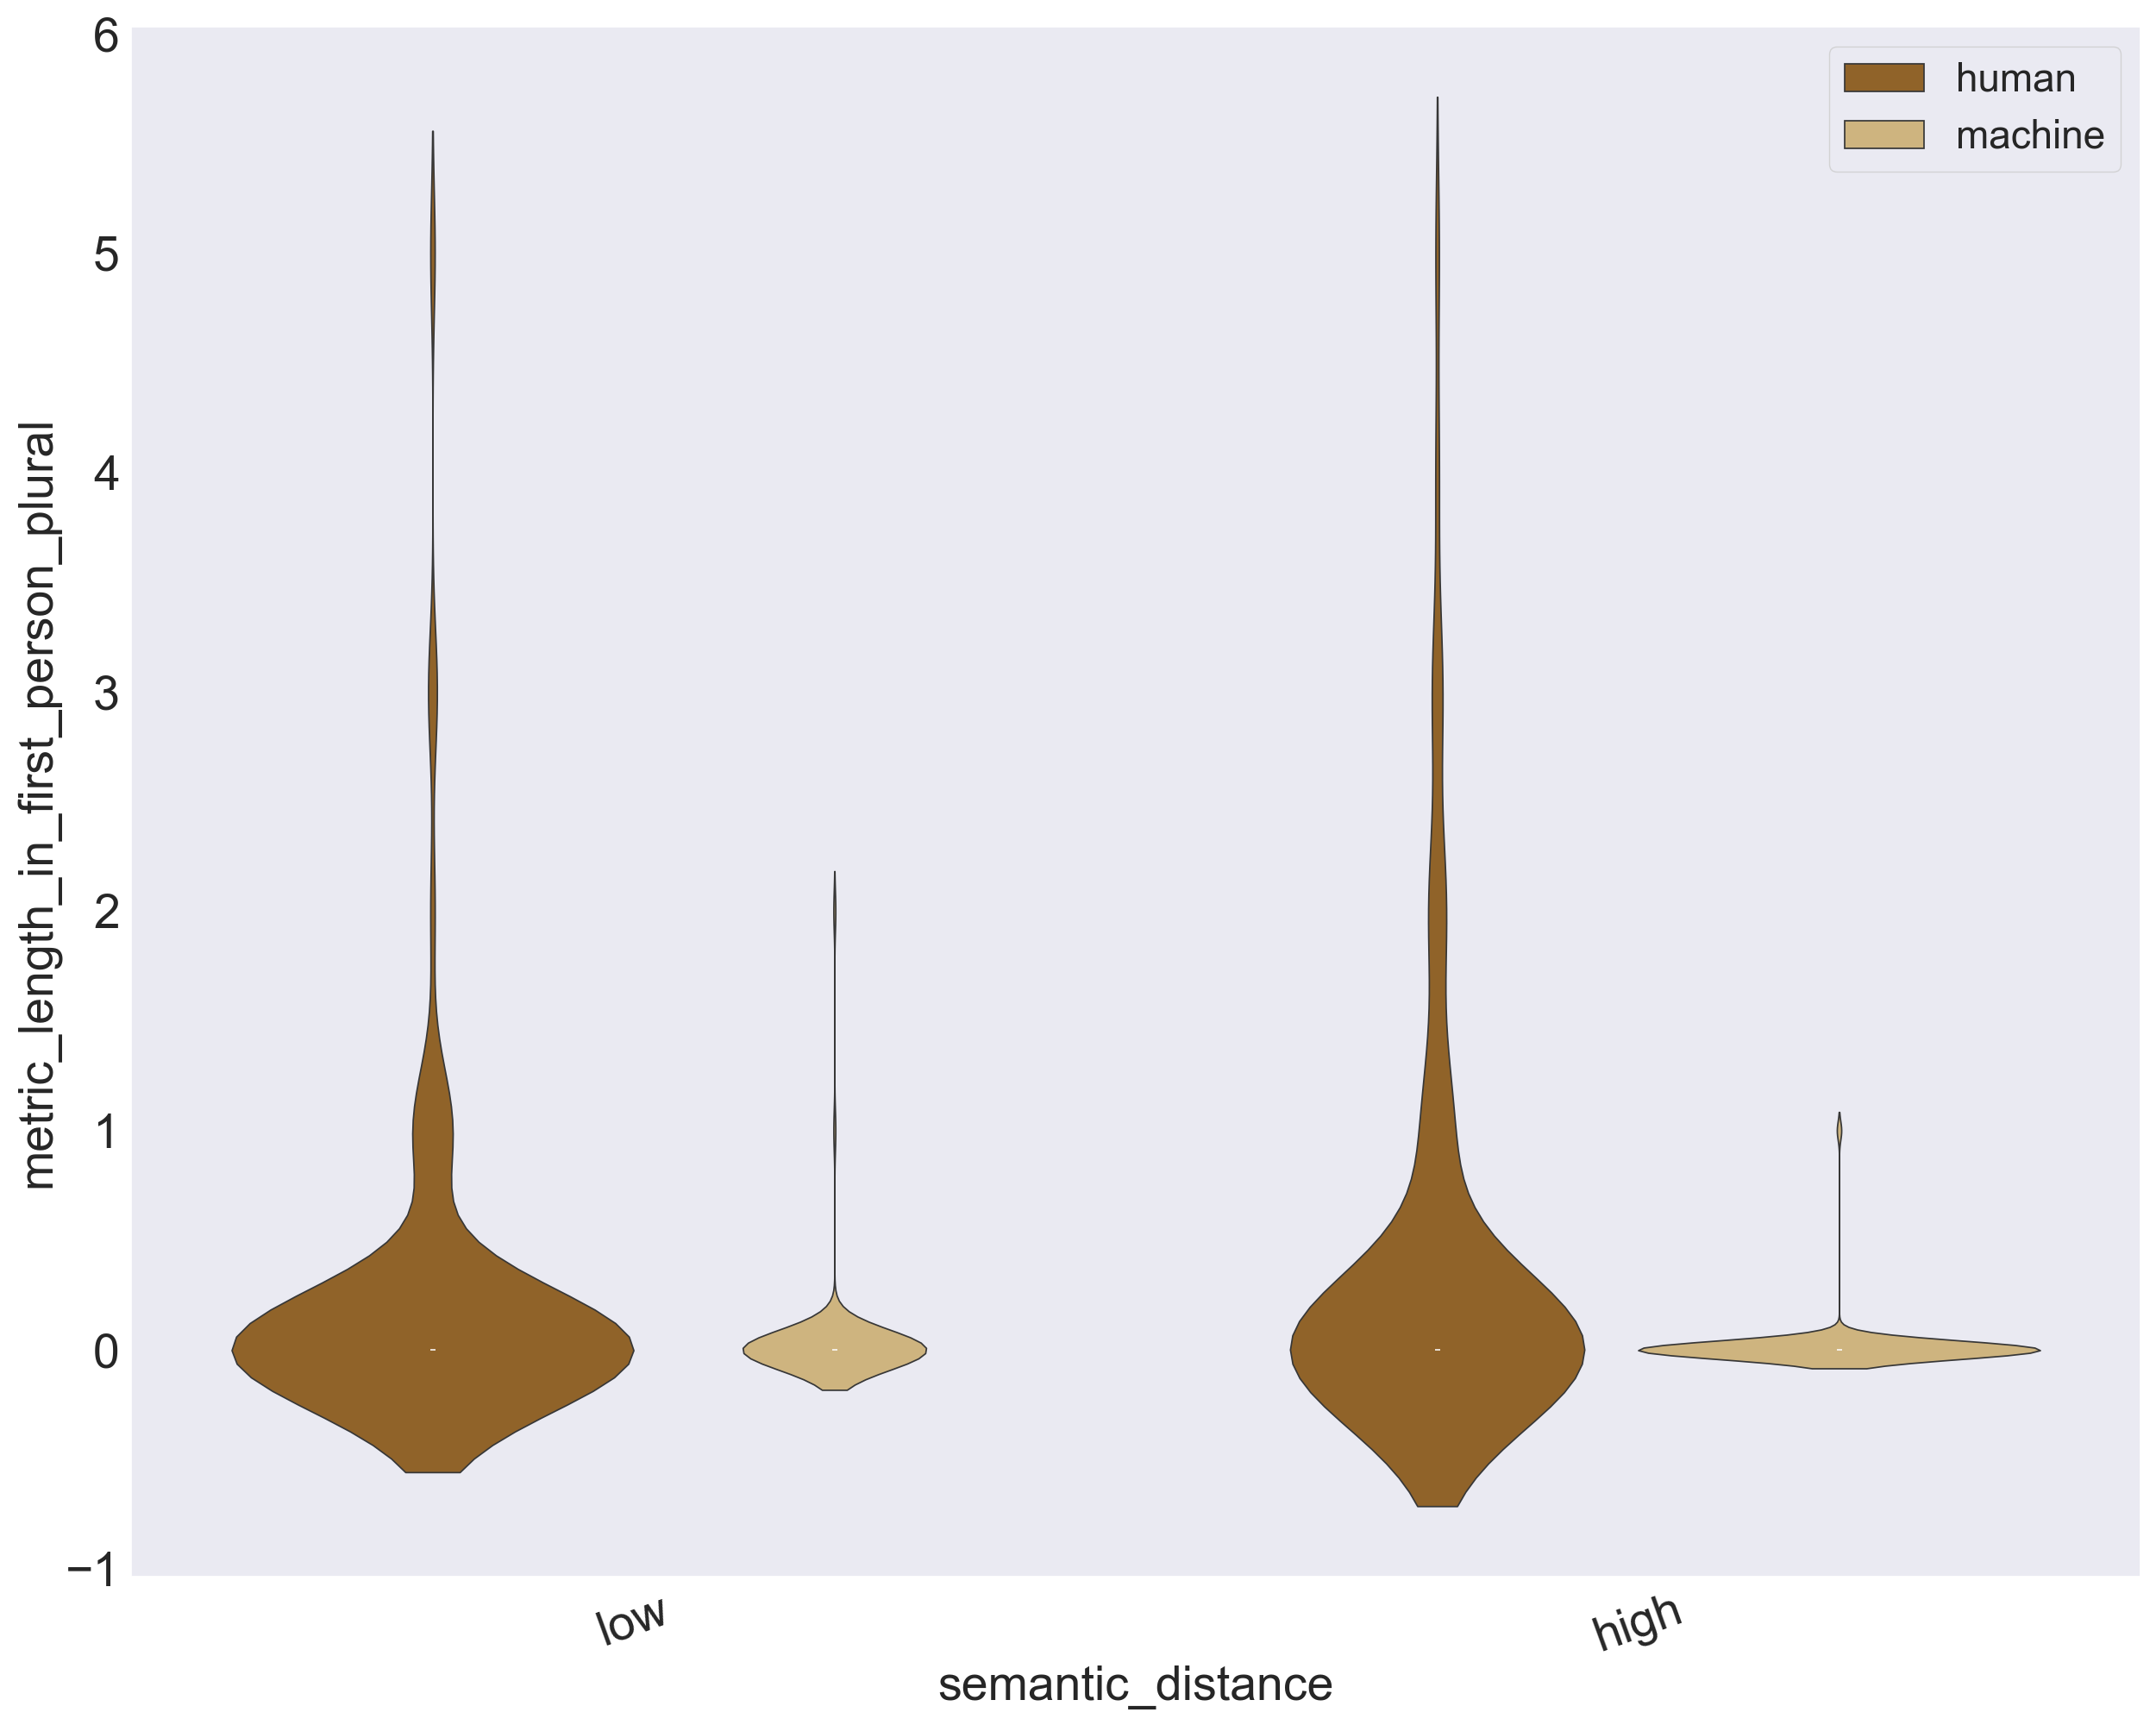 metric_length_in_first_person_plural
6
5
4
3
2
1
0
−1
human
machine
low
high
semantic_distance